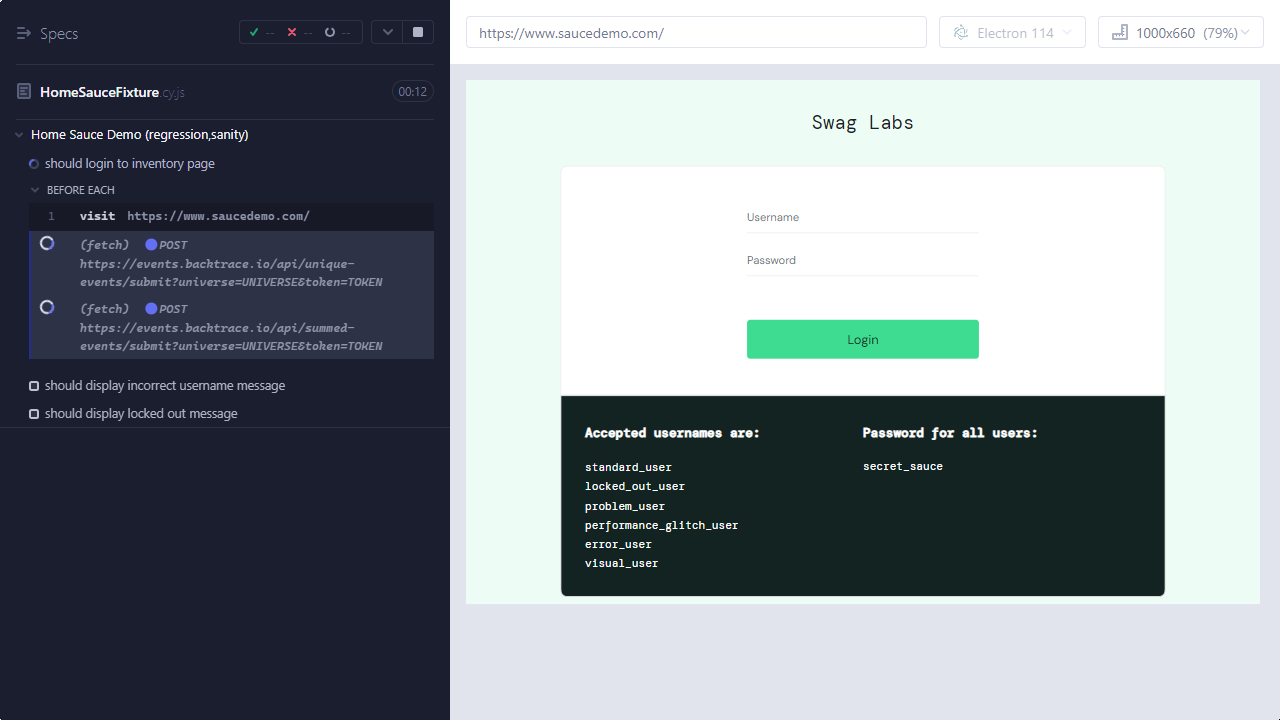 Specs
-- -- --
HomeSauceFixture.cy.js
00:12
Home Sauce Demo (regression,sanity)
should login to inventory page
BEFORE EACH
1 visit https://www.saucedemo.com/
(fetch) POST
https://events.backtrace.io/api/unique-
events/submit?universe=UNIVERSE&token=TOKEN
(fetch) POST
https://events.backtrace.io/api/summed-
events/submit?universe=UNIVERSE&token=TOKEN
should display incorrect username message
should display locked out message
https://www.saucedemo.com/
Electron 114
1000x660 (79%)
Swag Labs
Username
Password
Login
Accepted usernames are:
standard_user
locked_out_user
problem_user
performance_glitch_user
error_user
visual_user
Password for all users:
secret_sauce